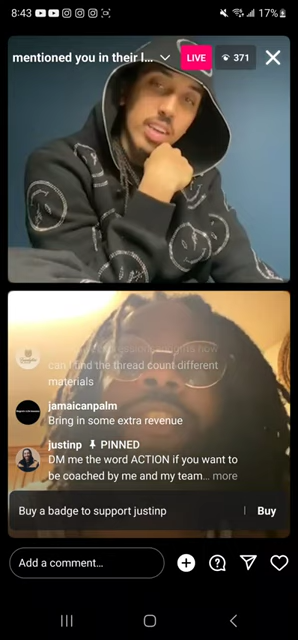 8:43
17%
mentioned you in their l...
LIVE
371
now
can I find the thread count different
materials
jamaicanpalm
Bring in some extra revenue
justinp PINNED
DM me the word ACTION if you want to
be coached by me and my team... more
Buy a badge to support justinp
Buy
Add a comment...